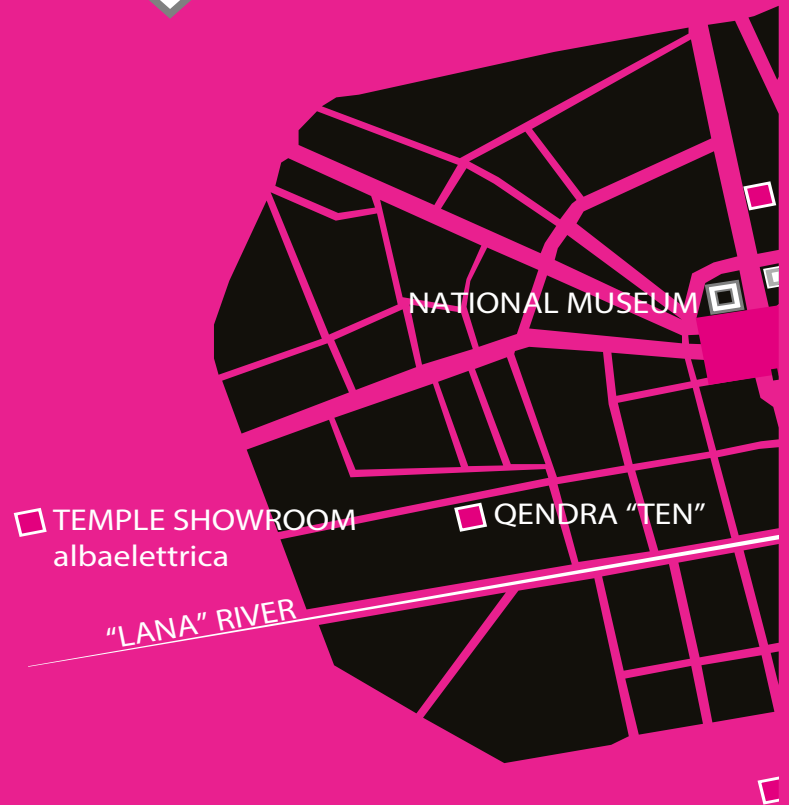 NATIONAL MUSEUM
TEMPLE SHOWROOM
albaelettrica
QENDRA “TEN”
“LANA” RIVER